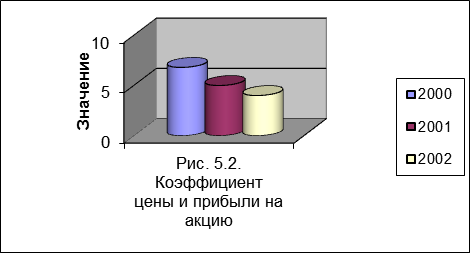 10
5
0
Значение
Рис. 5.2.
Коэффициент
цены и прибыли на
акцию
2000
2001
2002